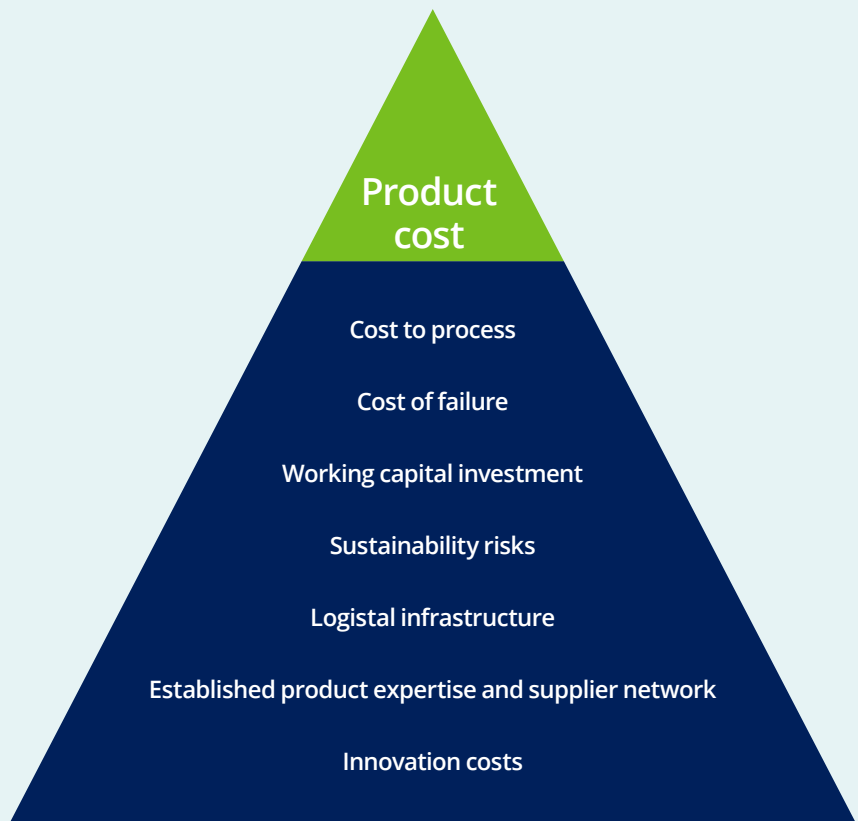 Product
cost
Cost to process
Cost of failure
Working capital investment
Sustainability risks
Logistal infrastructure
Established product expertise and supplier network
Innovation costs